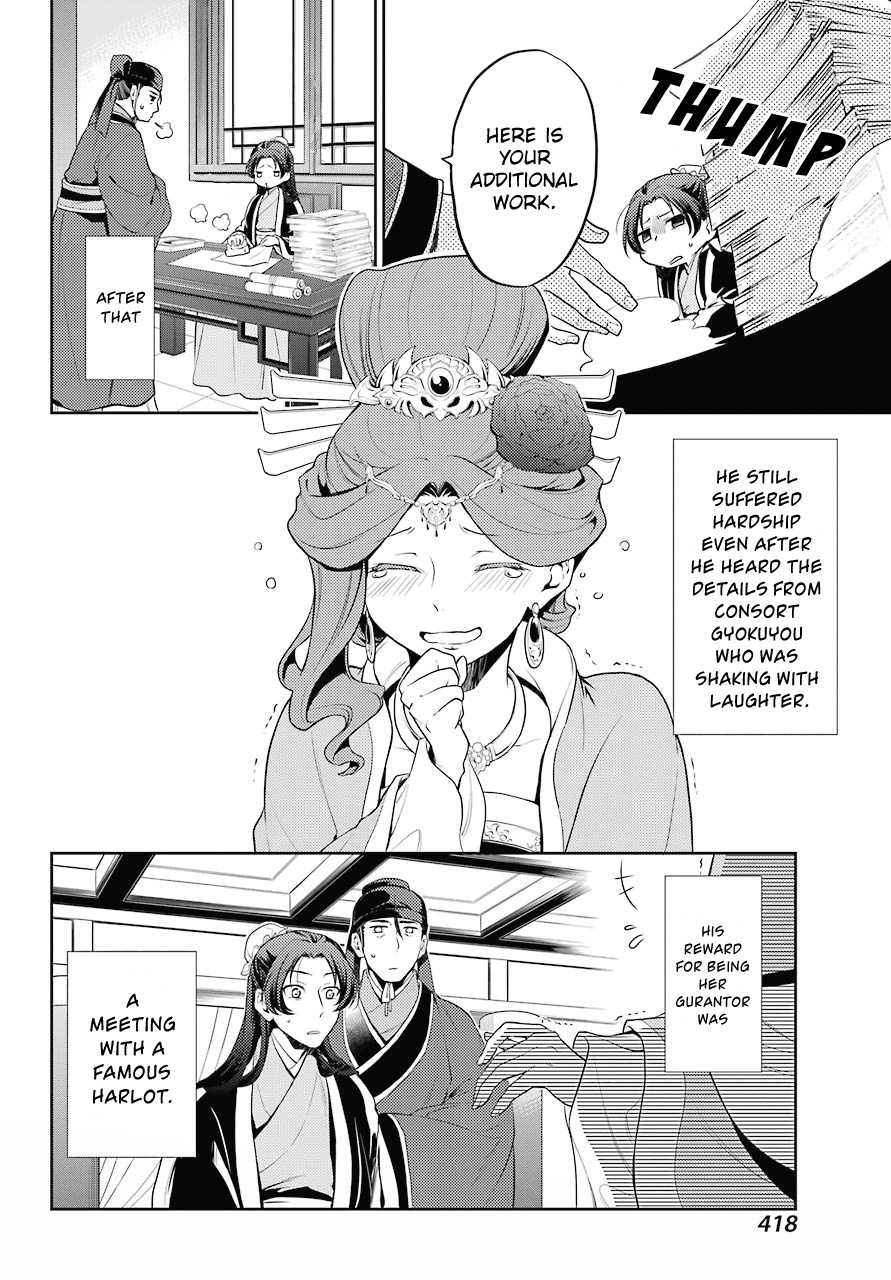 THUMP
HERE IS
YOUR
ADDITIONAL
WORK.
AFTER
THAT
HE STILL
SUFFERED
HARDSHIP
EVEN AFTER
HE HEARD THE
DETAILS FROM
CONSORT
GYOKUYOU
WHO WAS
SHAKING WITH
LAUGHTER.
HIS
REWARD
FOR BEING
HER
GURANTOR
WAS
A
MEETING
WITH A
FAMOUS
HARLOT.
418